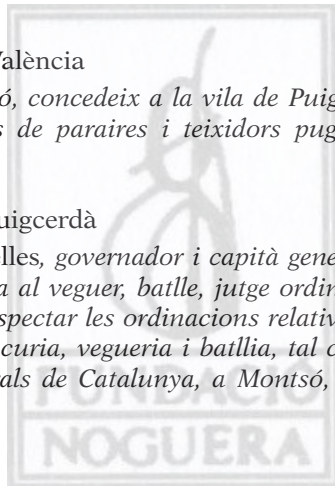 València
ó, concedeix a la vila de Puig
s de paraires i teixidors pug
uigcerdà
elles, governador i capità gene
a al veguer, batlle, jutge ordin
spectar les ordinacions relativ
curia, vegueria i batllia, tal c
als de Catalunya, a Montsó,
FUNDACIÓ
NOGUERA